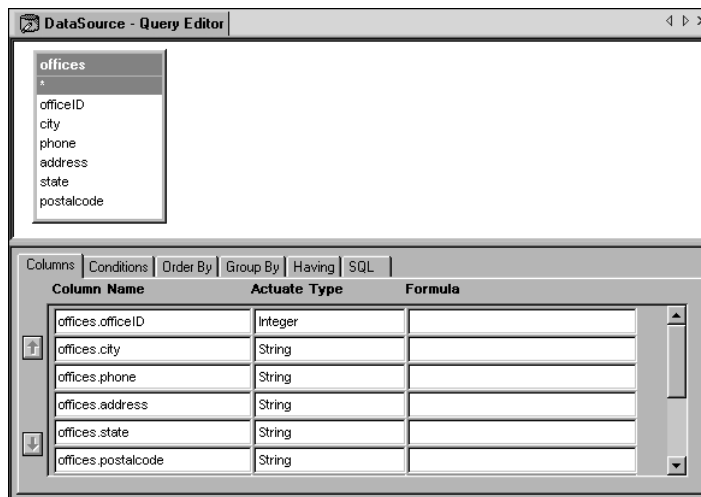 DataSource - Query Editor
offices
*
officeID
city
phone
address
state
postalcode
Columns Conditions Order By Group By Having SQL
Column Name Actuate Type Formula
offices.officeID Integer
offices.city String
offices.phone String
offices.address String
offices.state String
offices.postalcode String